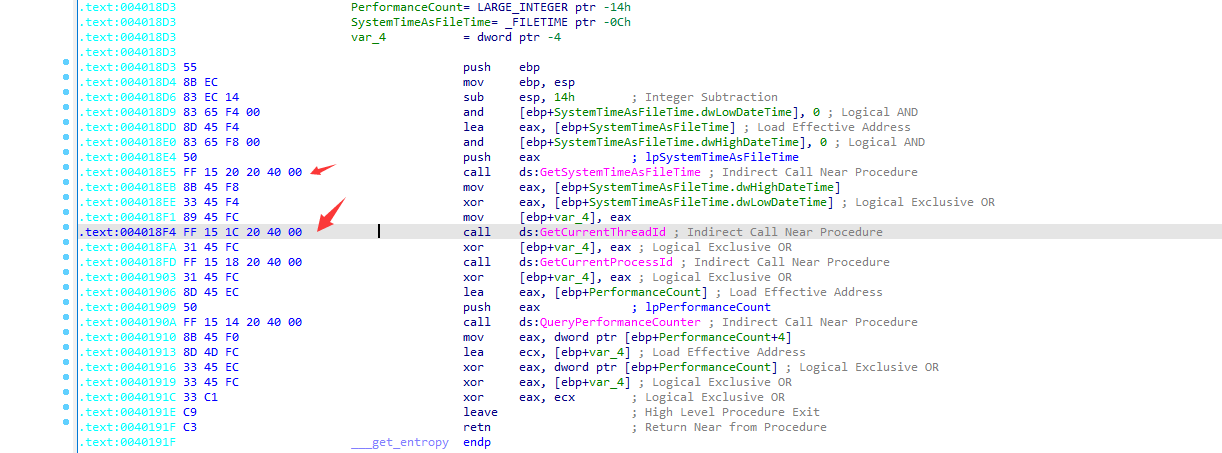 .text:004018D3 PerformanceCount= LARGE_INTEGER ptr -14h
.text:004018D3 SystemTimeAsFileTime= _FILETIME ptr -0Ch
.text:004018D3 var_4 = dword ptr -4
.text:004018D3
.text:004018D3 55 push ebp
.text:004018D4 8B EC mov ebp, esp
.text:004018D6 83 EC 14 sub esp, 14h ; Integer Subtraction
.text:004018D9 83 65 F4 00 and [ebp+SystemTimeAsFileTime.dwLowDateTime], 0 ; Logical AND
.text:004018DD 8D 45 F4 lea eax, [ebp+SystemTimeAsFileTime] ; Load Effective Address
.text:004018E0 83 65 F8 00 and [ebp+SystemTimeAsFileTime.dwHighDateTime], 0 ; Logical AND
.text:004018E4 50 push eax ; lpSystemTimeAsFileTime
.text:004018E5 FF 15 20 20 40 00 call ds:GetSystemTimeAsFileTime ; Indirect Call Near Procedure
.text:004018EB 8B 45 F8 mov eax, [ebp+SystemTimeAsFileTime.dwHighDateTime]
.text:004018EE 33 45 F4 xor eax, [ebp+SystemTimeAsFileTime.dwLowDateTime] ; Logical Exclusive OR
.text:004018F1 89 45 FC mov [ebp+var_4], eax
.text:004018F4 FF 15 1C 20 40 00 call ds:GetCurrentThreadId ; Indirect Call Near Procedure
.text:004018FA 31 45 FC xor [ebp+var_4], eax ; Logical Exclusive OR
.text:004018FD FF 15 18 20 40 00 call ds:GetCurrentProcessId ; Indirect Call Near Procedure
.text:00401903 31 45 FC xor [ebp+var_4], eax ; Logical Exclusive OR
.text:00401906 8D 45 EC lea eax, [ebp+PerformanceCount] ; Load Effective Address
.text:00401909 50 push eax ; lpPerformanceCount
.text:0040190A FF 15 14 20 40 00 call ds:QueryPerformanceCounter ; Indirect Call Near Procedure
.text:00401910 8B 45 F0 mov eax, dword ptr [ebp+PerformanceCount+4]
.text:00401913 8D 4D FC lea ecx, [ebp+var_4] ; Load Effective Address
.text:00401916 33 45 EC xor eax, dword ptr [ebp+PerformanceCount] ; Logical Exclusive OR
.text:00401919 33 45 FC xor eax, [ebp+var_4] ; Logical Exclusive OR
.text:0040191C 33 C1 xor eax, ecx ; Logical Exclusive OR
.text:0040191E C9 leave ; High Level Procedure Exit
.text:0040191F C3 retn ; Return Near from Procedure
.text:0040191F ___get_entropy endp